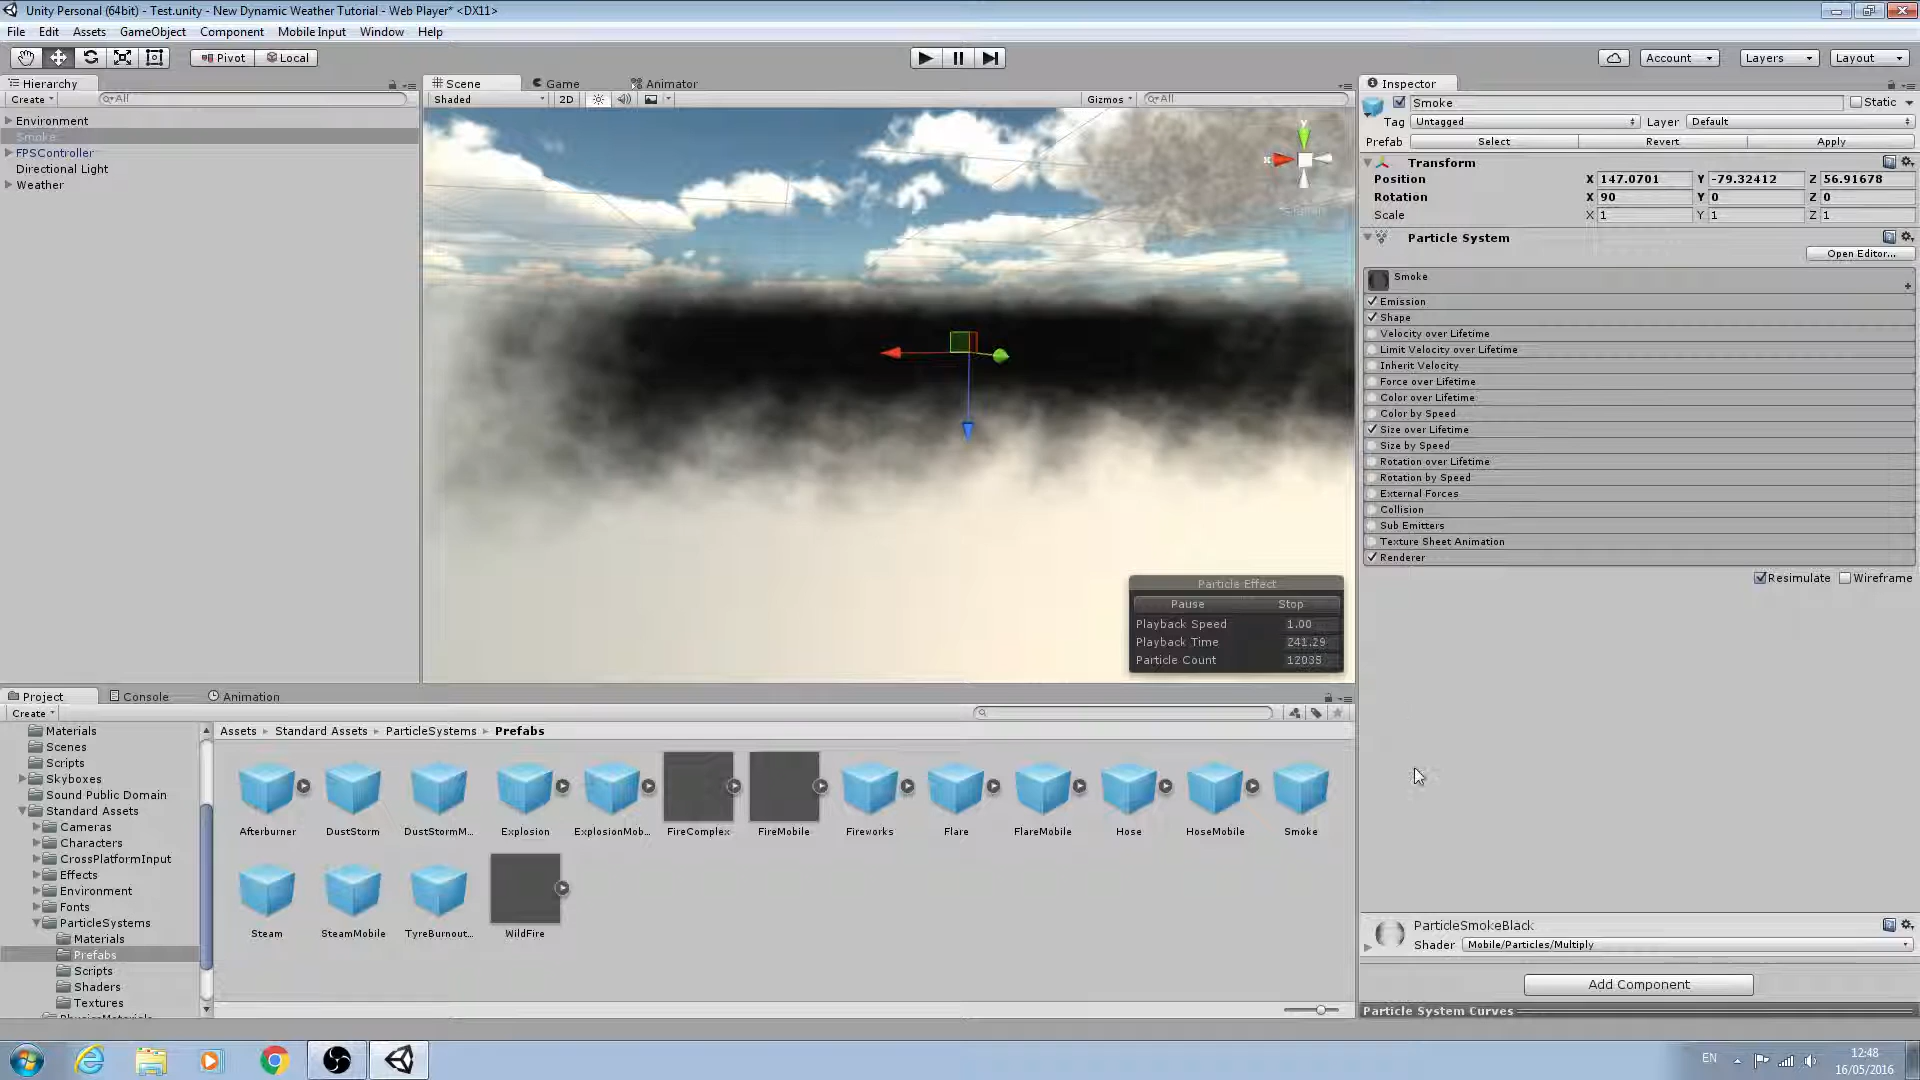 Unity Personal (64bit) - Test.unity - New Dynamic Weather Tutorial - Web Player* <DX11>
File Edit Assets GameObject Component Mobile Input Window Help
Pivot Local Account Layers Layout
Hierarchy
Create All
Environment
Smoke
FPSController
Directional Light
Weather
Scene Game Animator
Shaded 2D Gizmos All
y
x
Particle Effect
Pause Stop
Playback Speed 1.00
Playback Time 241.29
Particle Count 12035
Inspector
Smoke Static
Tag Untagged Layer Default
Prefab Select Revert Apply
Transform
Position X 147.0701 Y -79.32412 Z 56.91678
Rotation X 90 Y 0 Z 0
Scale X 1 Y 1 Z 1
Particle System
Open Editor...
Smoke
Emission
Shape
Velocity over Lifetime
Limit Velocity over Lifetime
Inherit Velocity
Force over Lifetime
Color over Lifetime
Color by Speed
Size over Lifetime
Size by Speed
Rotation over Lifetime
Rotation by Speed
External Forces
Collision
Sub Emitters
Texture Sheet Animation
Renderer
Resimulate Wireframe
ParticleSmokeBlack
Shader Mobile/Particles/Multiply
Add Component
Particle System Curves
Project Console Animation
Create
Materials
Scenes
Scripts
Skyboxes
Sound Public Domain
Standard Assets
Cameras
Characters
CrossPlatformInput
Effects
Environment
Fonts
ParticleSystems
Materials
Prefabs
Scripts
Shaders
Textures
Assets Standard Assets ParticleSystems Prefabs
Afterburner DustStorm DustStormM... Explosion ExplosionMob... FireComplex FireMobile Fireworks Flare FlareMobile Hose HoseMobile Smoke
Steam SteamMobile TyreBurnout... WildFire
EN
12:48
16/05/2016